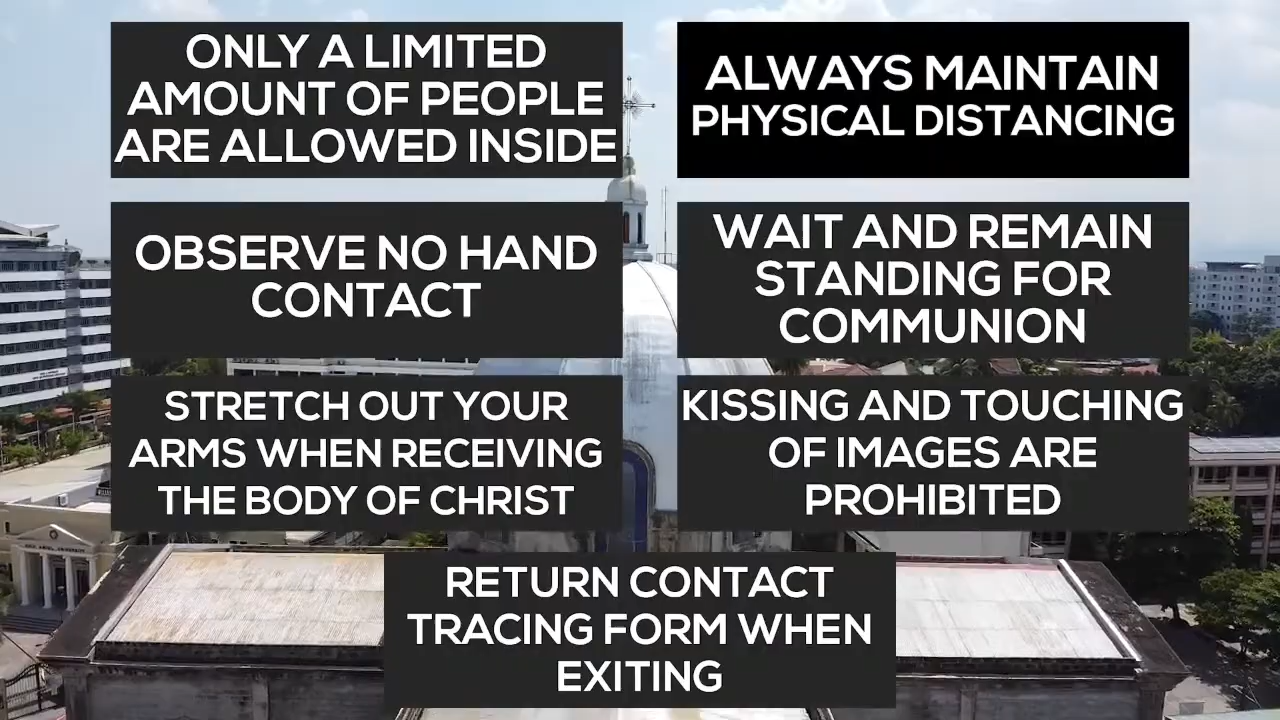 ONLY A LIMITED
AMOUNT OF PEOPLE
ARE ALLOWED INSIDE
ALWAYS MAINTAIN
PHYSICAL DISTANCING
OBSERVE NO HAND
CONTACT
WAIT AND REMAIN
STANDING FOR
COMMUNION
STRETCH OUT YOUR
ARMS WHEN RECEIVING
THE BODY OF CHRIST
KISSING AND TOUCHING
OF IMAGES ARE
PROHIBITED
RETURN CONTACT
TRACING FORM WHEN
EXITING